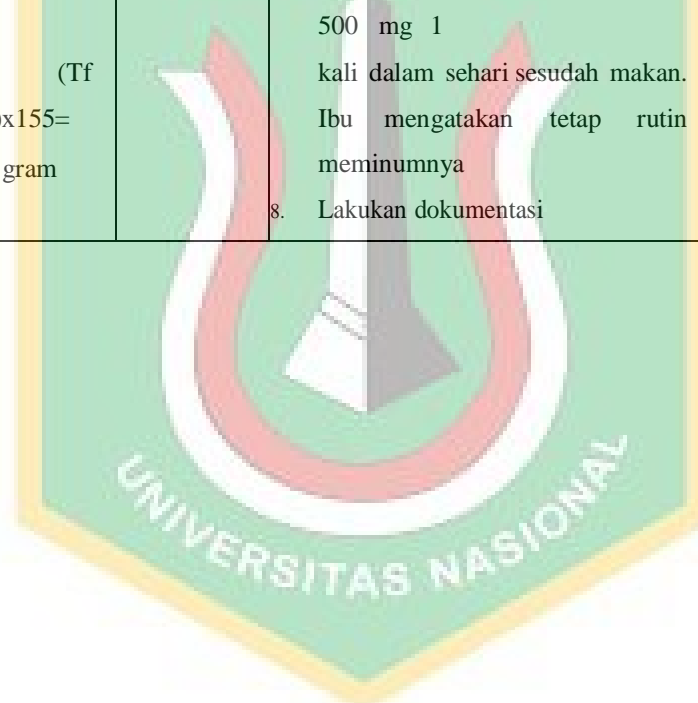 (Tf
x155=
gram
500 mg 1
kali dalam sehari sesudah makan.
Ibu mengatakan tetap rutin
meminumnya
8. Lakukan dokumentasi
UNIVERSITAS NASIONAL